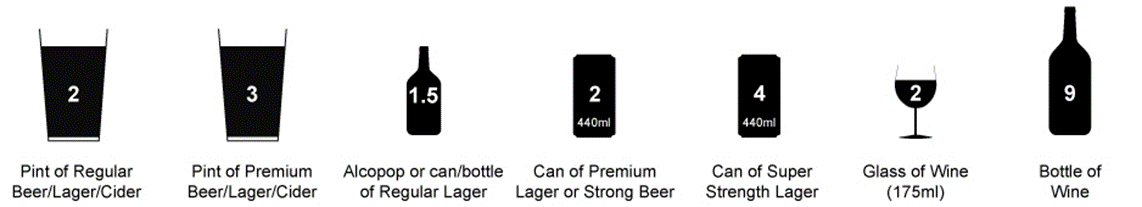 2
3
1.5
2
440ml
4
440ml
2
9
Pint of Regular
Beer/Lager/Cider
Pint of Premium
Beer/Lager/Cider
Alcopop or can/bottle
of Regular Lager
Can of Premium
Lager or Strong Beer
Can of Super
Strength Lager
Glass of Wine
(175ml)
Bottle of
Wine